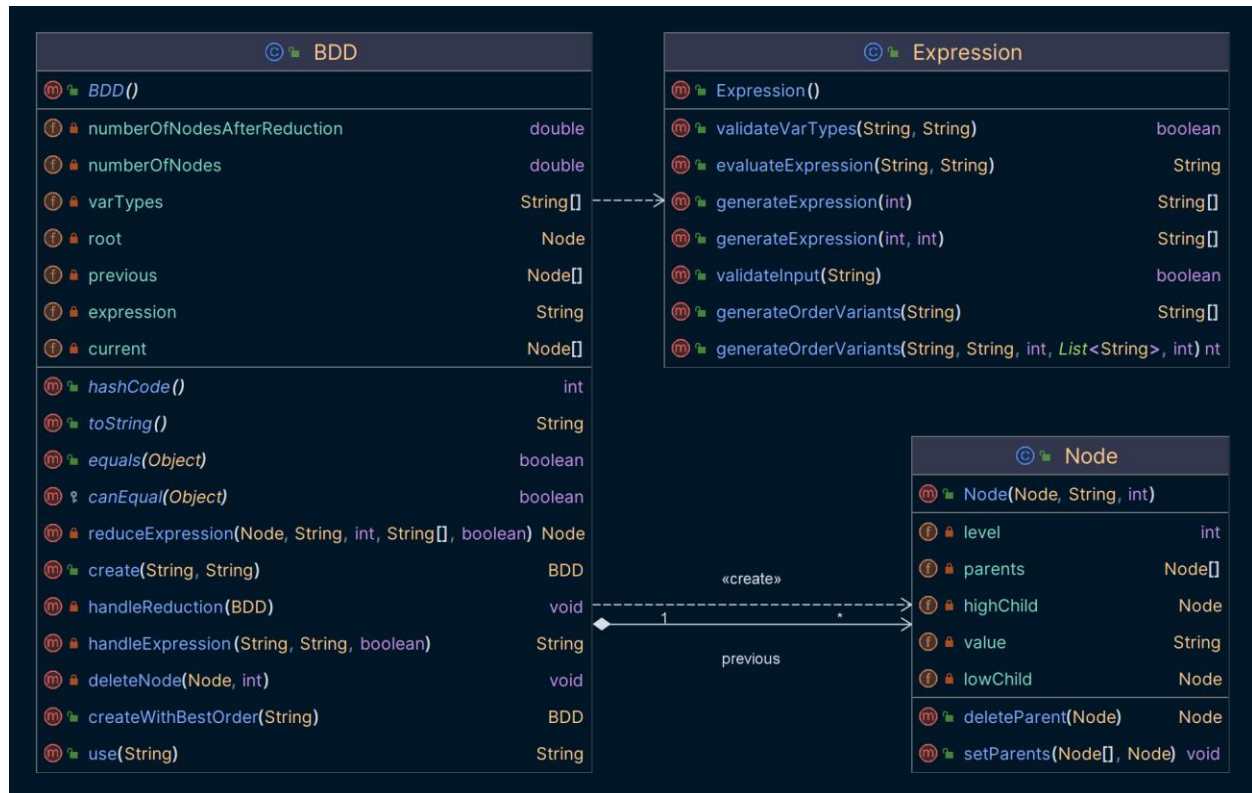 BDD
BDD()
numberOfNodesAfterReduction double
numberOfNodes double
varTypes String[]
root Node
previous Node[]
expression String
current Node[]
hashCode() int
toString() String
equals(Object) boolean
canEqual(Object) boolean
reduceExpression(Node, String, int, String[], boolean) Node
create(String, String) BDD
handleReduction(BDD) void
handleExpression(String, String, boolean) String
deleteNode(Node, int) void
createWithBestOrder(String) BDD
use(String) String
Expression
Expression()
validateVarTypes(String, String) boolean
evaluateExpression(String, String) String
generateExpression(int) String[]
generateExpression(int, int) String[]
validateInput(String) boolean
generateOrderVariants(String) String[]
generateOrderVariants(String, String, int, List<String>, int) nt
«create»
1 *
previous
Node
Node(Node, String, int)
level int
parents Node[]
highChild Node
value String
lowChild Node
deleteParent(Node) Node
setParents(Node[], Node) void